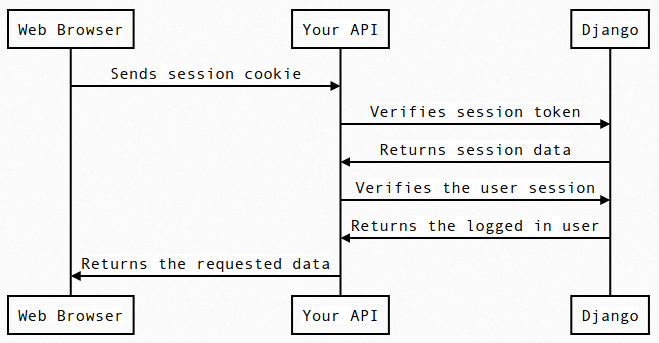 Web Browser
Your API
Django
Sends session cookie
Verifies session token
Returns session data
Verifies the user session
Returns the logged in user
Returns the requested data
Web Browser
Your API
Django